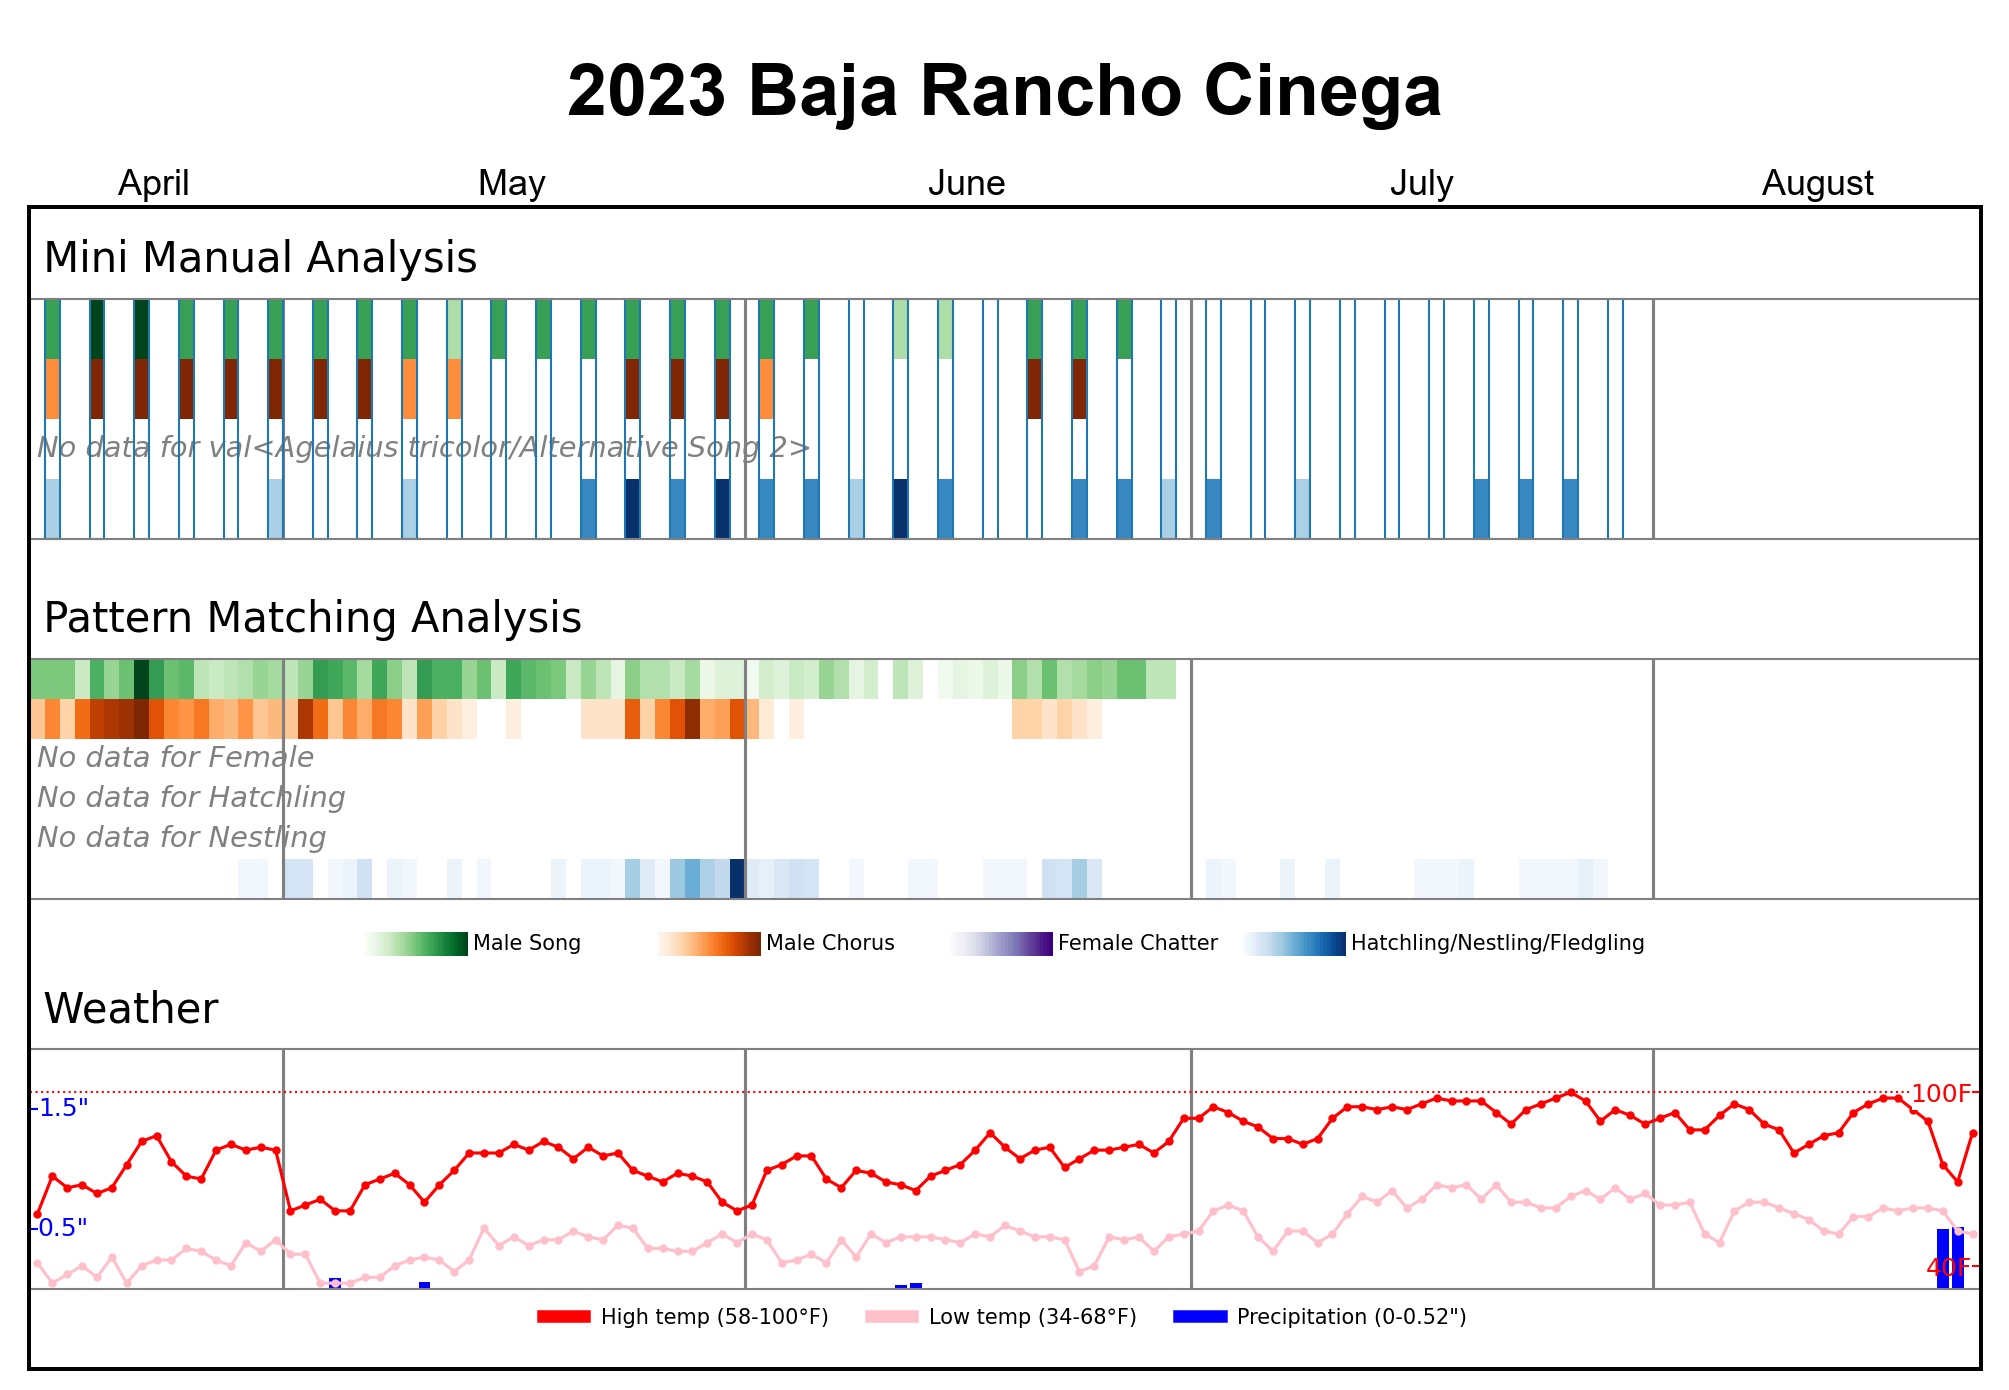 2023 Baja Rancho Cinega
April May June July August
Mini Manual Analysis
No data for val<Agelaius tricolor/Alternative Song 2>
Pattern Matching Analysis
No data for Female
No data for Hatchling
No data for Nestling
Male Song Male Chorus Female Chatter Hatchling/Nestling/Fledgling
Weather
100F
1.5"
0.5"
40F
High temp (58-100°F) Low temp (34-68°F) Precipitation (0-0.52")